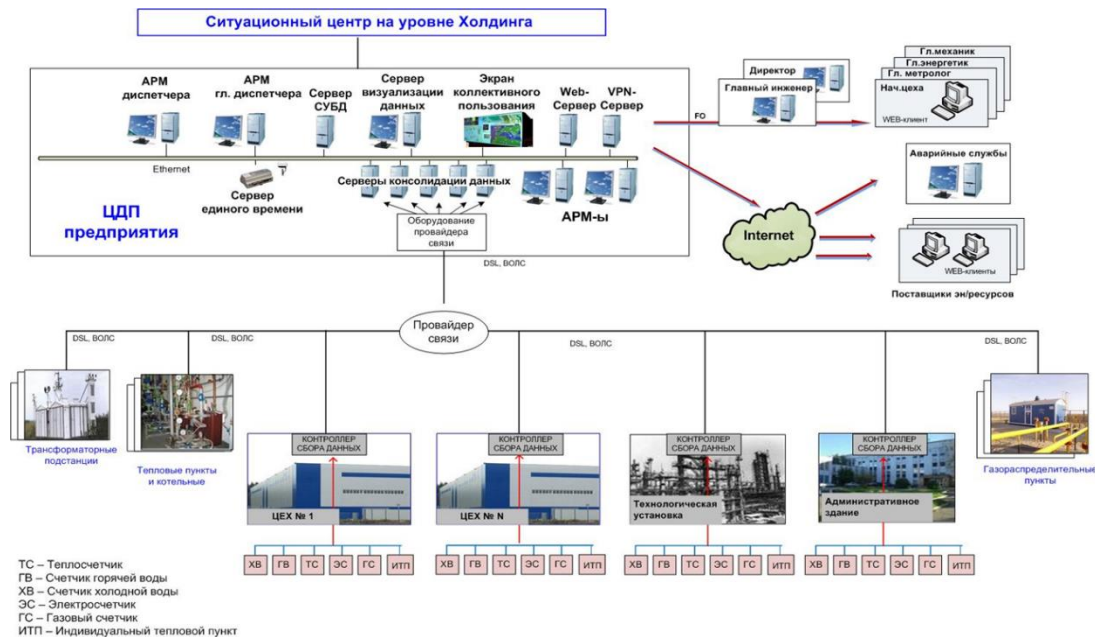 Ситуационный центр на уровне Холдинга
АРМ
диспетчера
АРМ
гл. диспетчера
Сервер
СУБД
Сервер
визуализации
данных
Экран
коллективного
пользования
Web-
Сервер
VPN-
Сервер
Ethernet
Сервер
единого времени
Серверы консолидации данных
АРМ-ы
ЦДП
предприятия
Оборудование
провайдера
связи
DSL, ВОЛС
FO
Директор
Главный инженер
Гл.механик
Гл.энергетик
Гл. метролог
Нач.цеха
WEB-клиент
Internet
Аварийные службы
WEB-клиенты
Поставщики эн/ресурсов
Провайдер
связи
DSL, ВОЛС
DSL, ВОЛС
DSL, ВОЛС
DSL, ВОЛС
Трансформаторные
подстанции
Тепловые пункты
и котельные
КОНТРОЛЛЕР
СБОРА ДАННЫХ
ЦЕХ № 1
КОНТРОЛЛЕР
СБОРА ДАННЫХ
ЦЕХ № N
КОНТРОЛЛЕР
СБОРА ДАННЫХ
Технологическая
установка
КОНТРОЛЛЕР
СБОРА ДАННЫХ
Административное
здание
Газораспределительные
пункты
ХВ ГВ ТС ЭС ГС ИТП
ХВ ГВ ТС ЭС ГС ИТП
ХВ ГВ ТС ЭС ГС ИТП
ХВ ГВ ТС ЭС ГС ИТП
ТС – Теплосчетчик
ГВ – Счетчик горячей воды
ХВ – Счетчик холодной воды
ЭС – Электросчетчик
ГС – Газовый счетчик
ИТП – Индивидуальный тепловой пункт